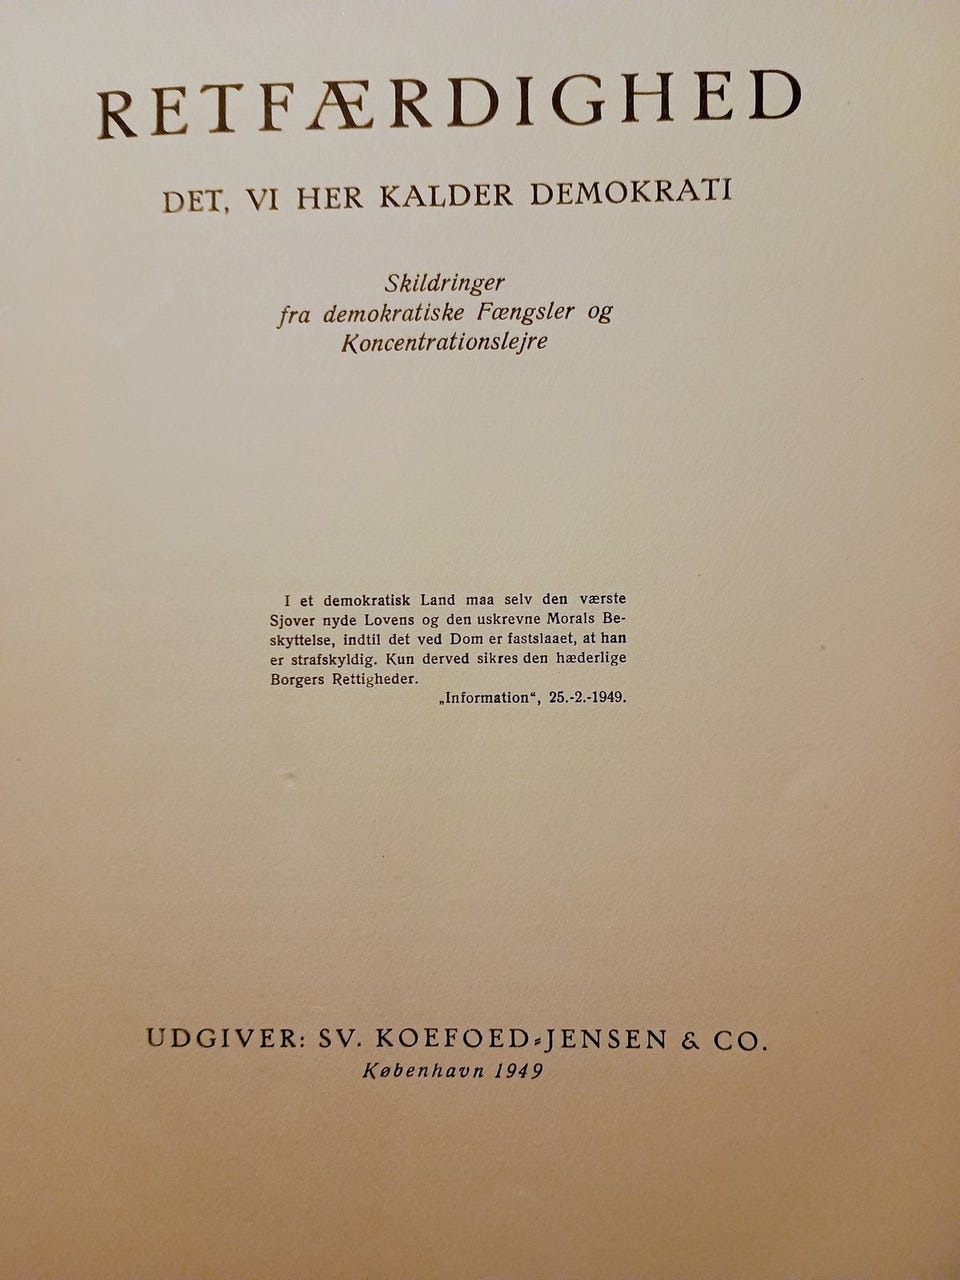 RETFÆRDIGHED
DET, VI HER KALDER DEMOKRATI
Skildringer
fra demokratiske Fængsler og
Koncentrationslejre
I et demokratisk Land maa selv den værste
Sjover nyde Lovens og den uskrevne Morals Be-
skyttelse, indtil det ved Dom er fastslaaet, at han
er strafskyldig. Kun derved sikres den hæderlige
Borgers Rettigheder.
„Information“, 25.-2.-1949.
UDGIVER: SV. KOEFOED-JENSEN & CO.
København 1949